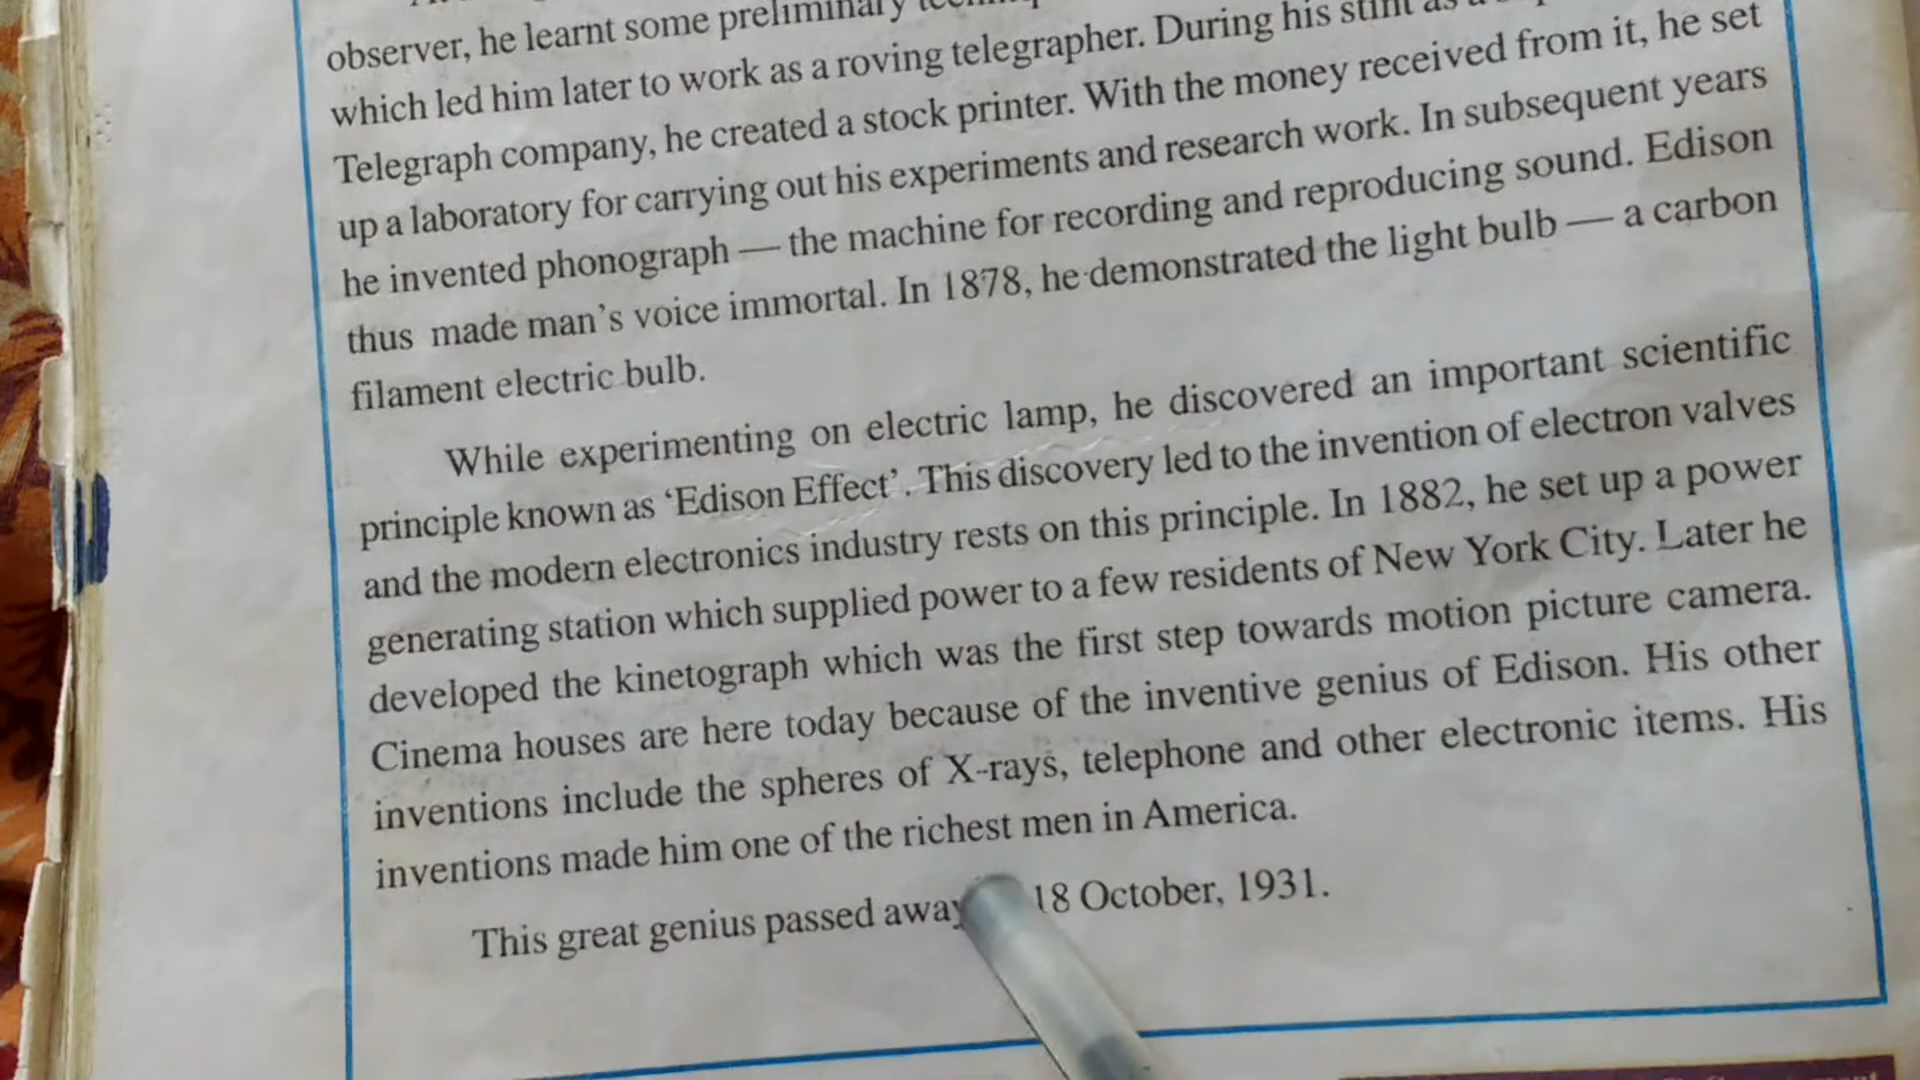 observer, he learnt some preliminary
which led him later to work as a roving telegrapher. During his stint as a
Telegraph company, he created a stock printer. With the money received from it, he set
up a laboratory for carrying out his experiments and research work. In subsequent years
he invented phonograph — the machine for recording and reproducing sound. Edison
thus made man's voice immortal. In 1878, he demonstrated the light bulb — a carbon
filament electric bulb.
While experimenting on electric lamp, he discovered an important scientific
principle known as ‘Edison Effect’. This discovery led to the invention of electron valves
and the modern electronics industry rests on this principle. In 1882, he set up a power
generating station which supplied power to a few residents of New York City. Later he
developed the kinetograph which was the first step towards motion picture camera.
Cinema houses are here today because of the inventive genius of Edison. His other
inventions include the spheres of X-rays, telephone and other electronic items. His
inventions made him one of the richest men in America.
This great genius passed away 18 October, 1931.